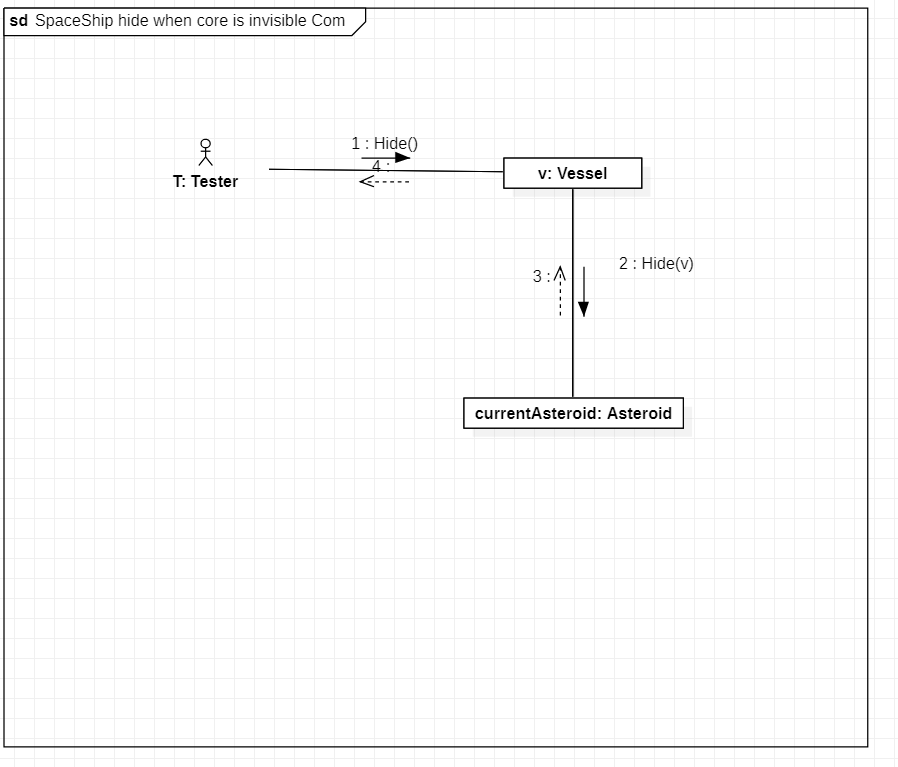 sd SpaceShip hide when core is invisible Com
1 : Hide()
4 :
T: Tester
v: Vessel
2 : Hide(v)
3 :
currentAsteroid: Asteroid